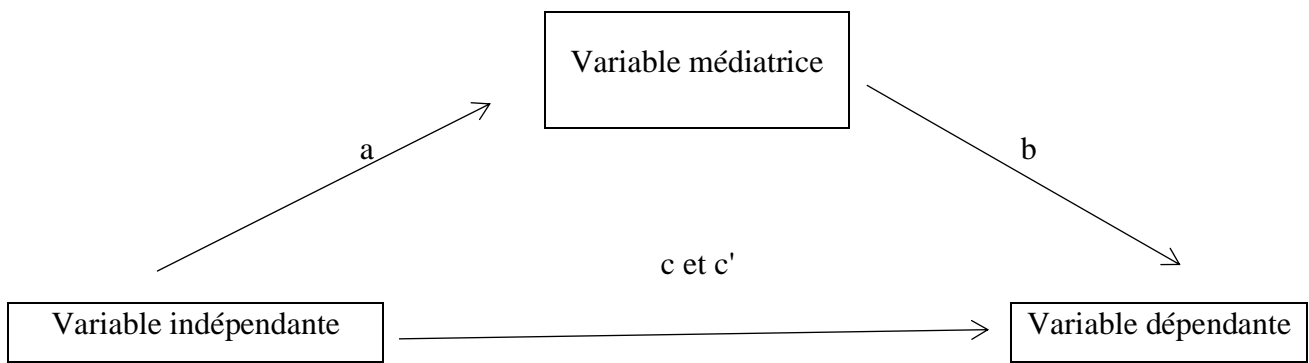 Variable médiatrice
a
b
c et c'
Variable indépendante
Variable dépendante